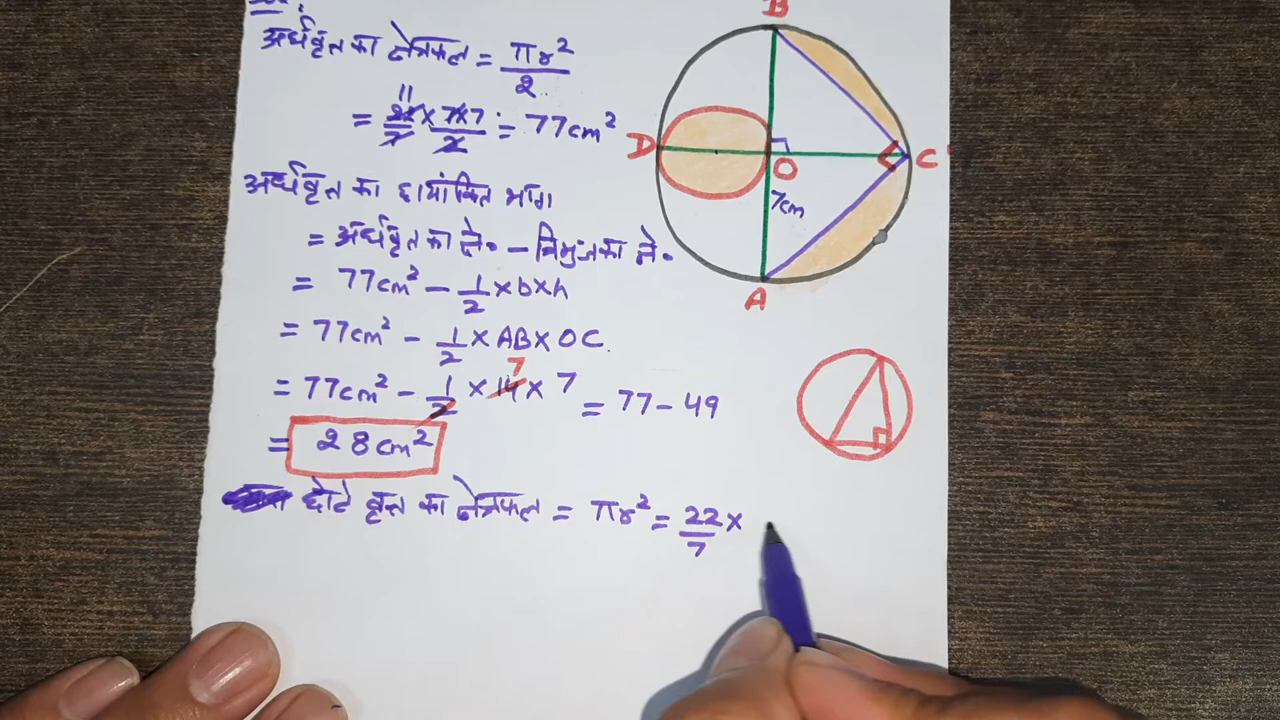 अर्धवृत का क्षेत्रफल = πr²/2
= 22/7 × 7×7/2 = 77cm²
11
अर्धवृत का छायांकित भाग
= अर्धवृत का क्षे० – त्रिभुज का क्षे०
= 77cm² – 1/2 × b×h
= 77cm² – 1/2 × AB × OC
= 77cm² – 1/2 × 14 × 7 = 77 – 49
7
= 28cm²
छोटे वृत्त का क्षेत्रफल = πr² = 22/7 ×
B
D
O
C
7cm
A